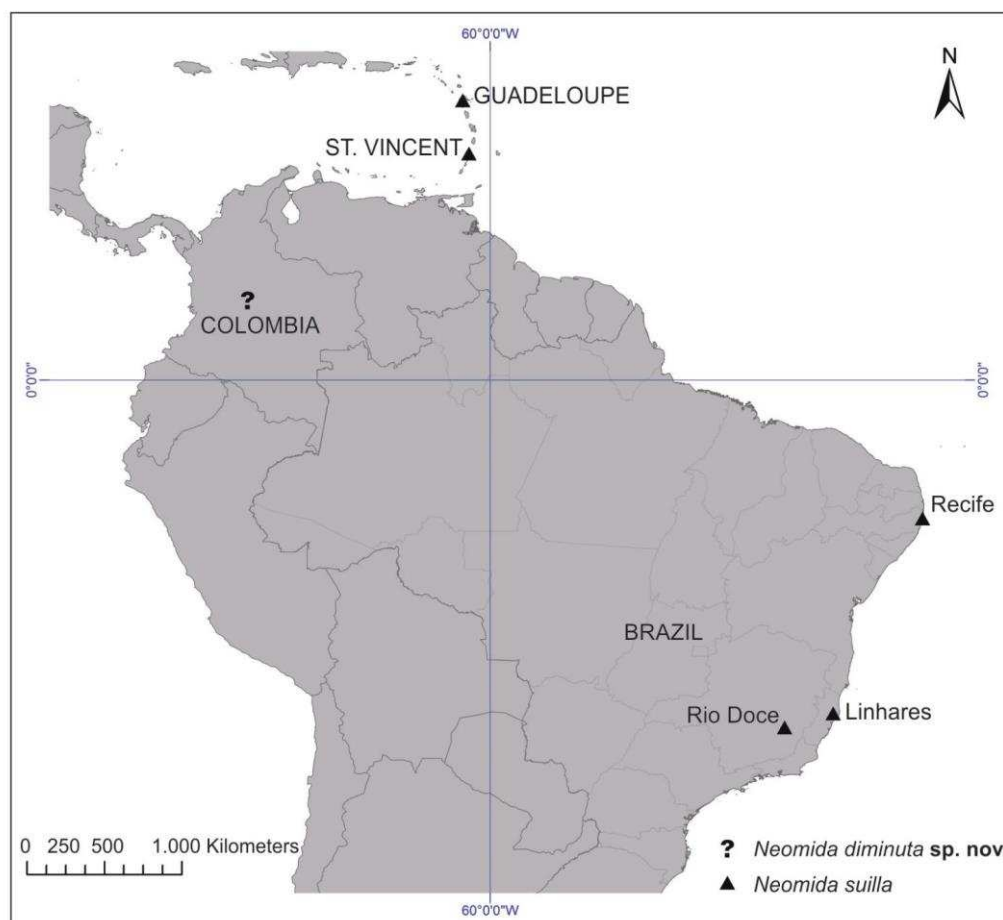 60°0'0"W
N
GUADELOUPE
ST. VINCENT
?
COLOMBIA
0°0'0"
0°0'0"
Recife
BRAZIL
Rio Doce
Linhares
0 250 500 1.000 Kilometers
? Neomida diminuta sp. nov
Neomida suilla
60°0'0"W